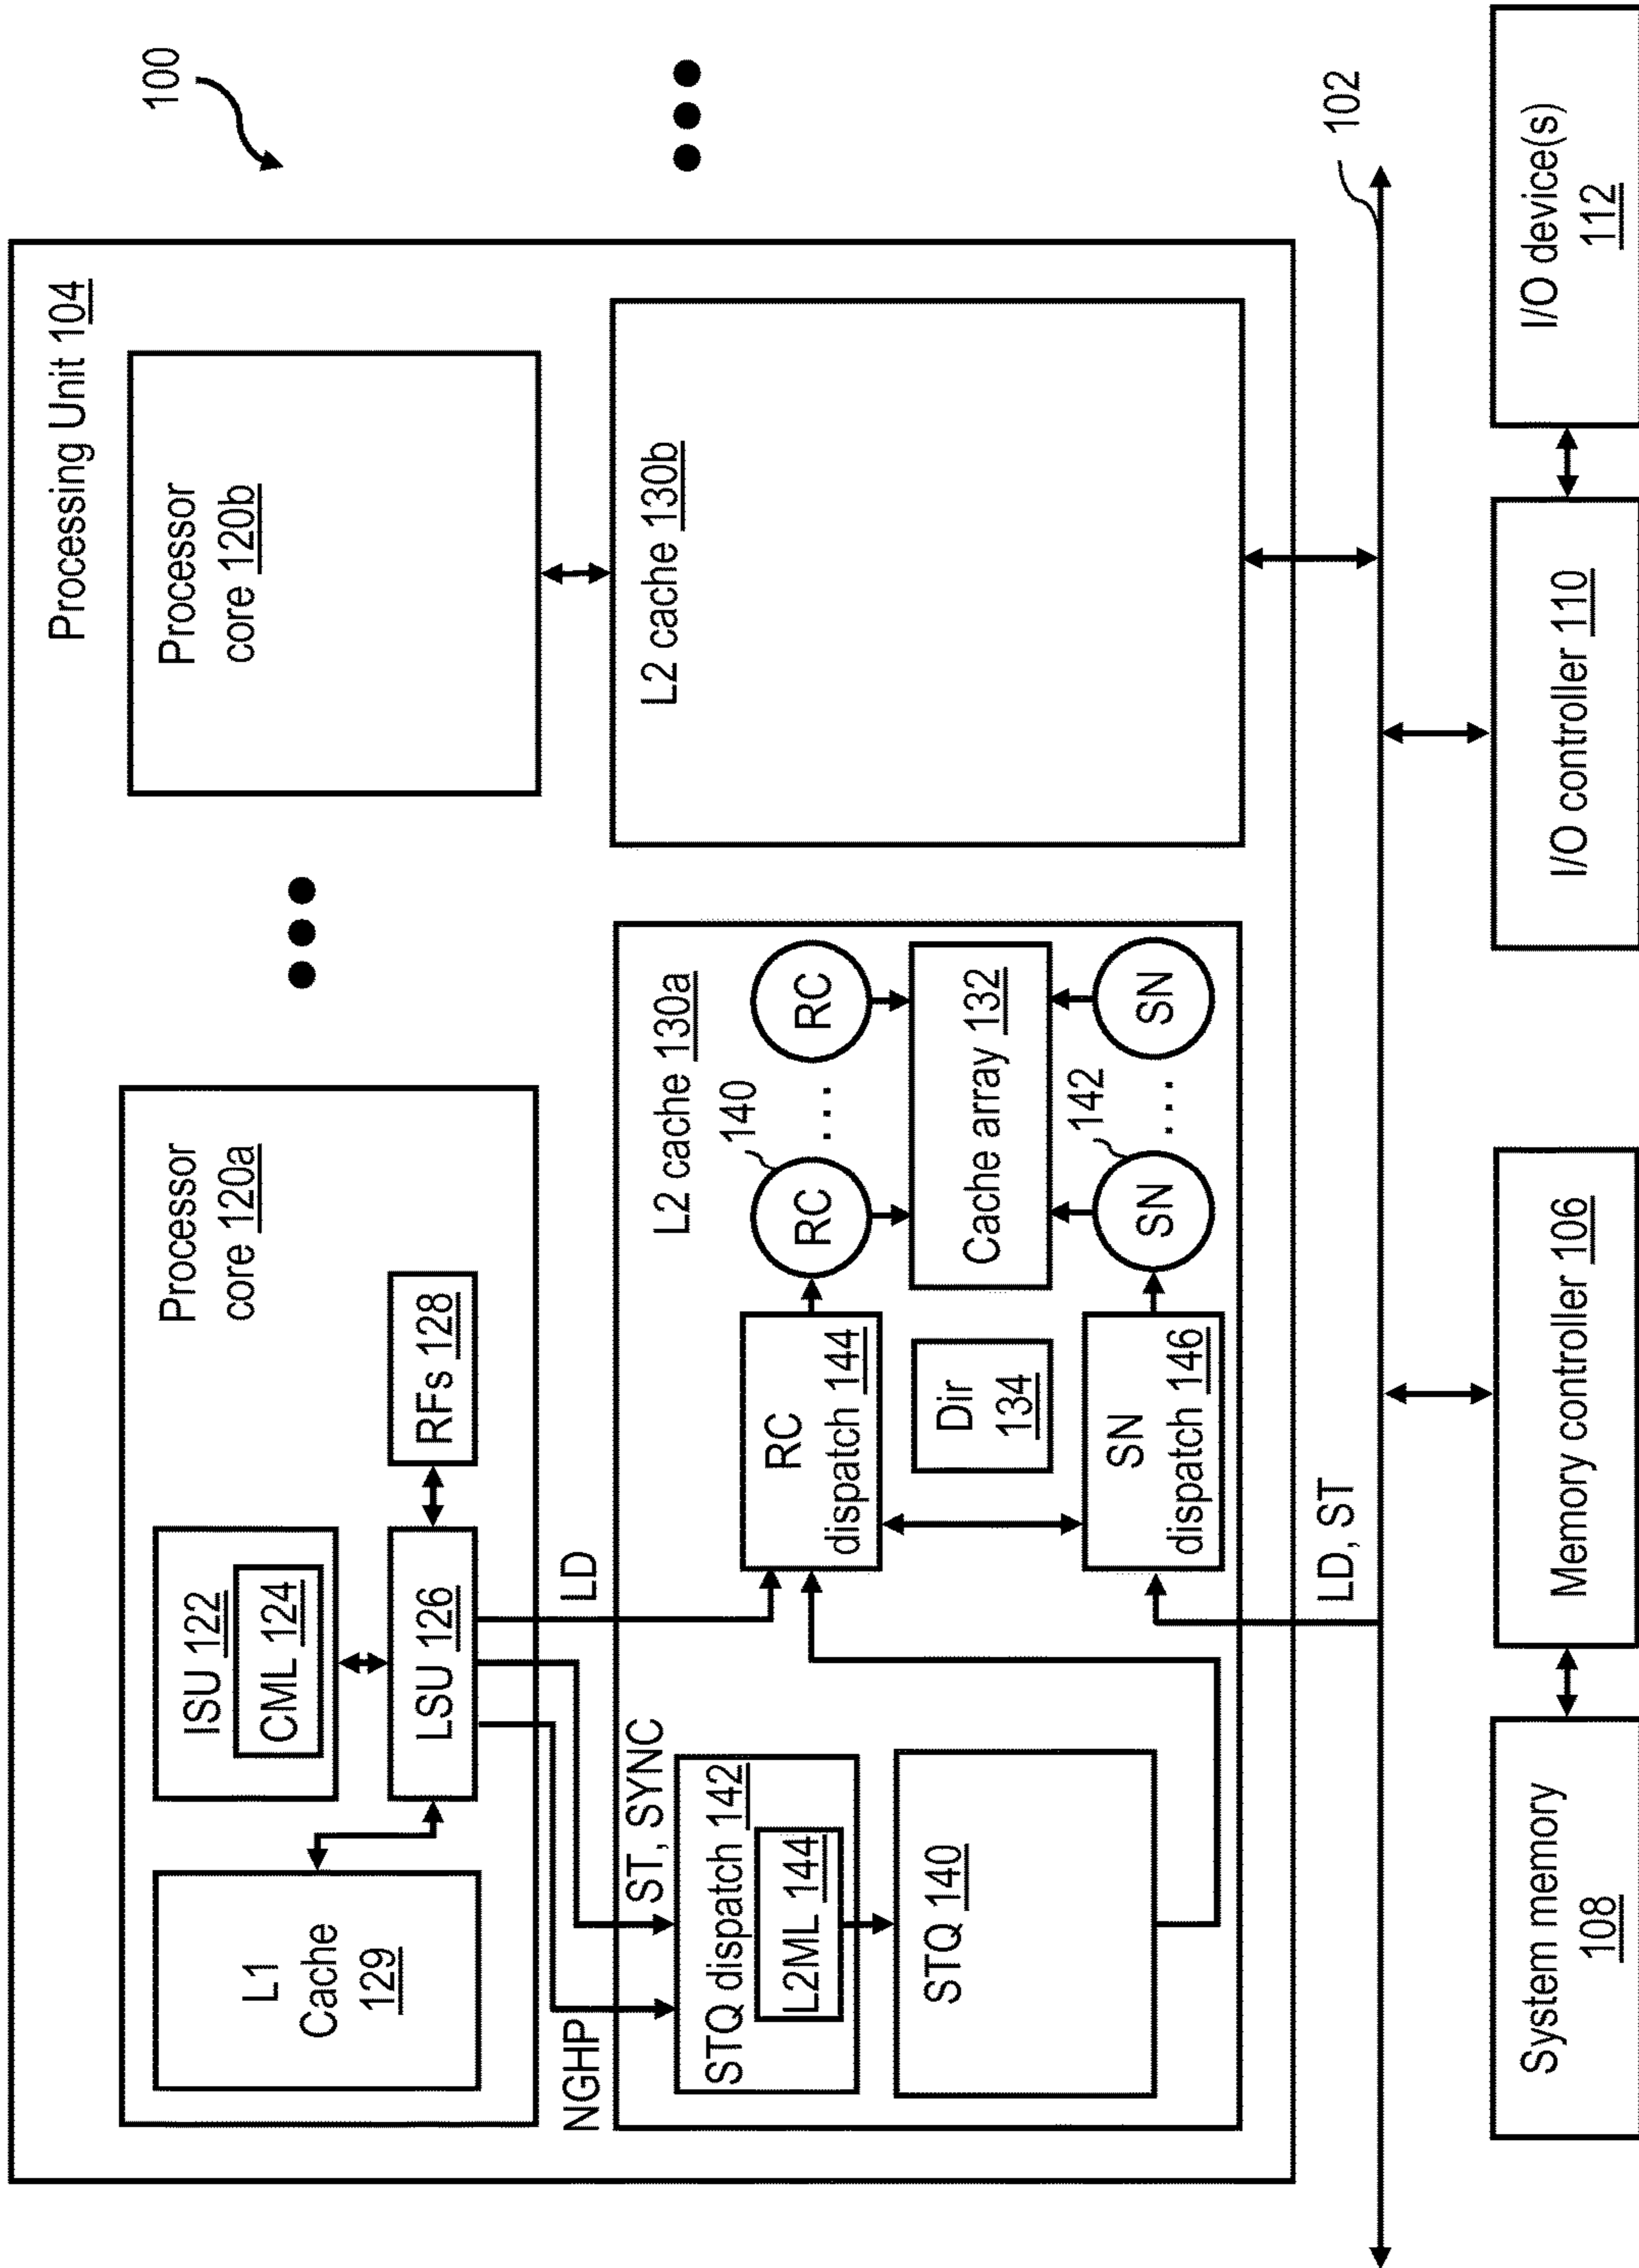 100
Processing Unit 104
Processor
core 120a
ISU 122
CML 124
L1
Cache
129
LSU 126
RFs 128
Processor
core 120b
NGHP
ST, SYNC
LD
L2 cache 130a
STQ dispatch 142
L2ML 144
STQ 140
RC
dispatch 144
140
RC
...
RC
Dir
134
Cache array 132
SN
dispatch 146
142
SN
...
SN
L2 cache 130b
LD, ST
102
System memory
108
Memory controller 106
I/O controller 110
I/O device(s)
112